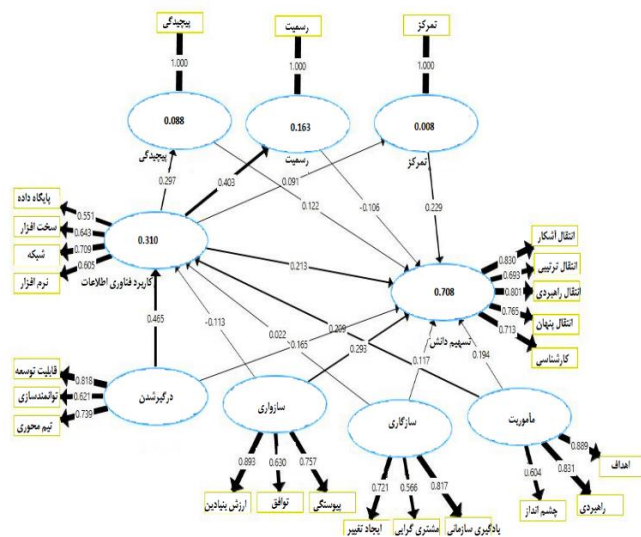 پیچیدگی
رسمیت
تمرکز
1.000
1.000
1.000
0.088
0.163
0.008
پیچیدگی
رسمیت
تمرکز
0.297
0.403
0.091
0.122
-0.106
0.229
پایگاه داده
0.551
سخت افزار
0.643
شبکه
0.709
نرم افزار
0.605
0.310
کاربرد فناوری اطلاعات
0.213
انتقال آشکار
0.830
انتقال ترتیبی
0.693
انتقال راهبردی
0.801
انتقال پنهان
0.765
کارشناسی
0.713
0.708
تسهیم دانش
0.465
-0.113
0.022
0.209
0.165
0.293
0.117
0.194
قابلیت توسعه
0.818
توانمندسازی
0.621
تیم محوری
0.739
درگیرشدن
سازواری
سازگاری
مأموریت
0.893
0.630
0.757
ارزش بنیادین
توافق
پیوستگی
0.721
0.566
0.817
ایجاد تغییر
مشتری گرایی
یادگیری سازمانی
0.604
0.831
0.889
چشم انداز
راهبردی
اهداف